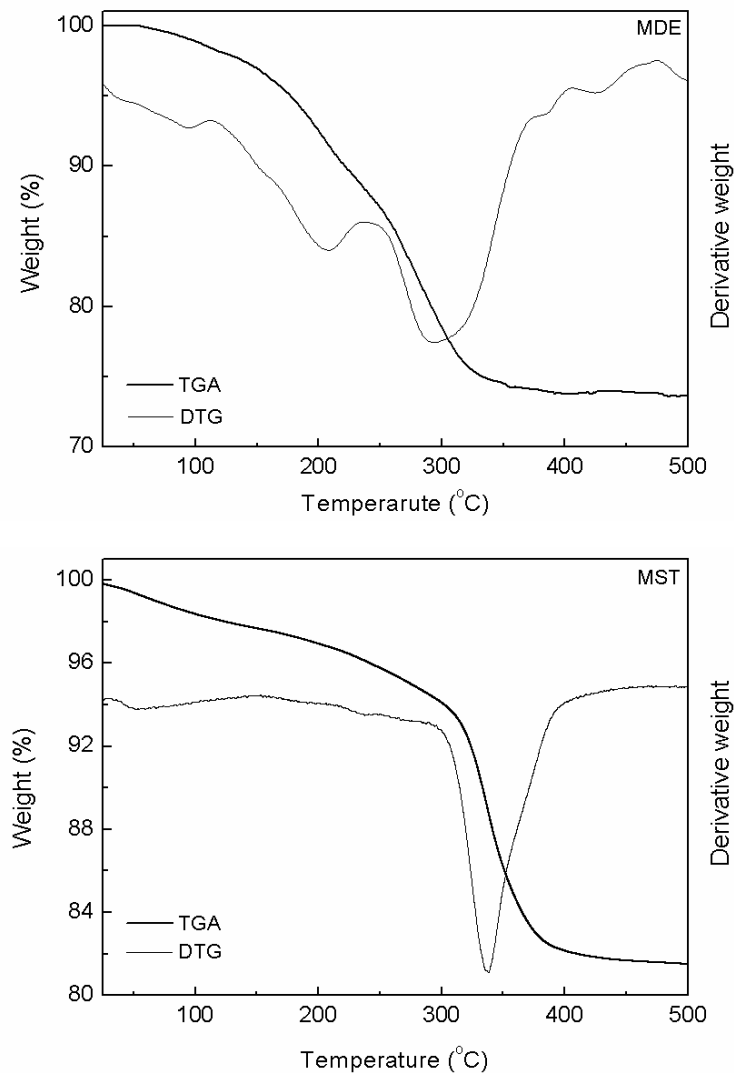 MDE
100
90
80
70
Weight (%)
Derivative weight
TGA
DTG
100 200 300 400 500
Temperarute (°C)
MST
100
96
92
88
84
80
Weight (%)
Derivative weight
TGA
DTG
100 200 300 400 500
Temperature (°C)